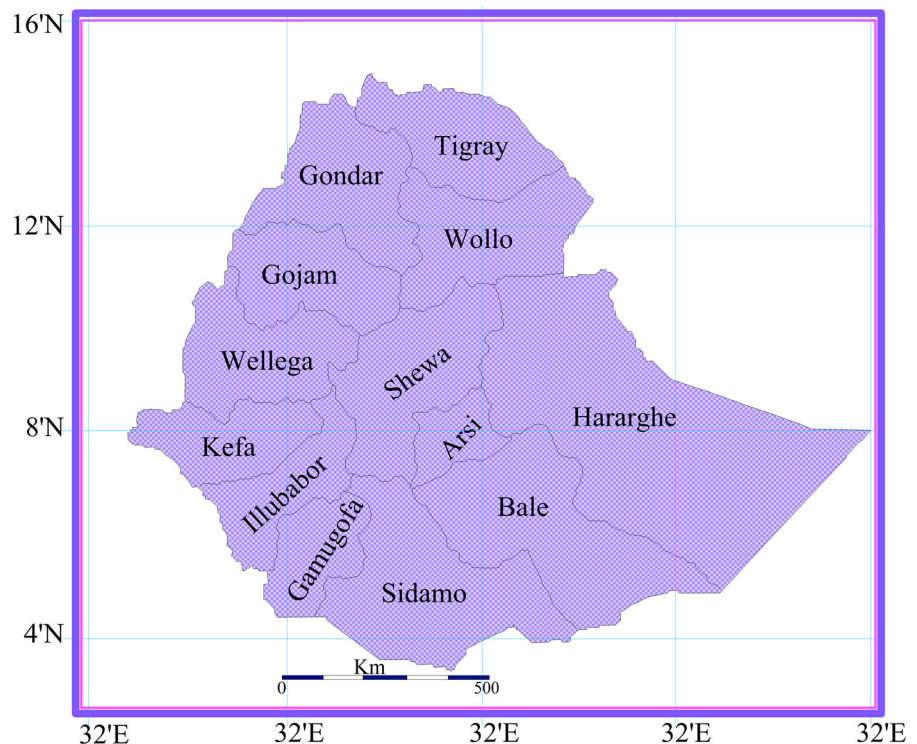 16'N
Tigray
Gondar
12'N
Wollo
Gojam
Wellega
Shewa
Hararghe
8'N
Arsi
Kefa
Illubabor
Bale
Gamugofa
Sidamo
4'N
Km
0 500
32'E 32'E 32'E 32'E 32'E